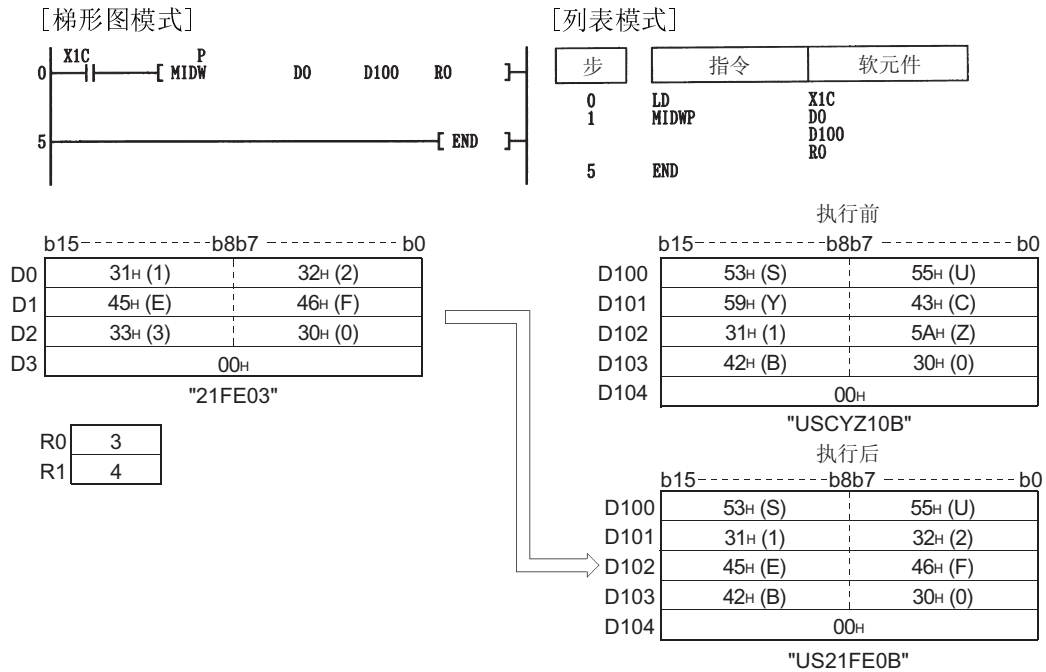 [梯形图模式]
X1C P
0 [ MIDW D0 D100 R0 ]
5 [ END ]
[列表模式]
步 指令 软元件
0 LD X1C
1 MIDWP D0
D100
R0
5 END
b15 b8b7 b0
D0 31H (1) 32H (2)
D1 45H (E) 46H (F)
D2 33H (3) 30H (0)
D3 00H
"21FE03"
R0 3
R1 4
执行前
b15 b8b7 b0
D100 53H (S) 55H (U)
D101 59H (Y) 43H (C)
D102 31H (1) 5AH (Z)
D103 42H (B) 30H (0)
D104 00H
"USCYZ10B"
执行后
b15 b8b7 b0
D100 53H (S) 55H (U)
D101 31H (1) 32H (2)
D102 45H (E) 46H (F)
D103 42H (B) 30H (0)
D104 00H
"US21FE0B"